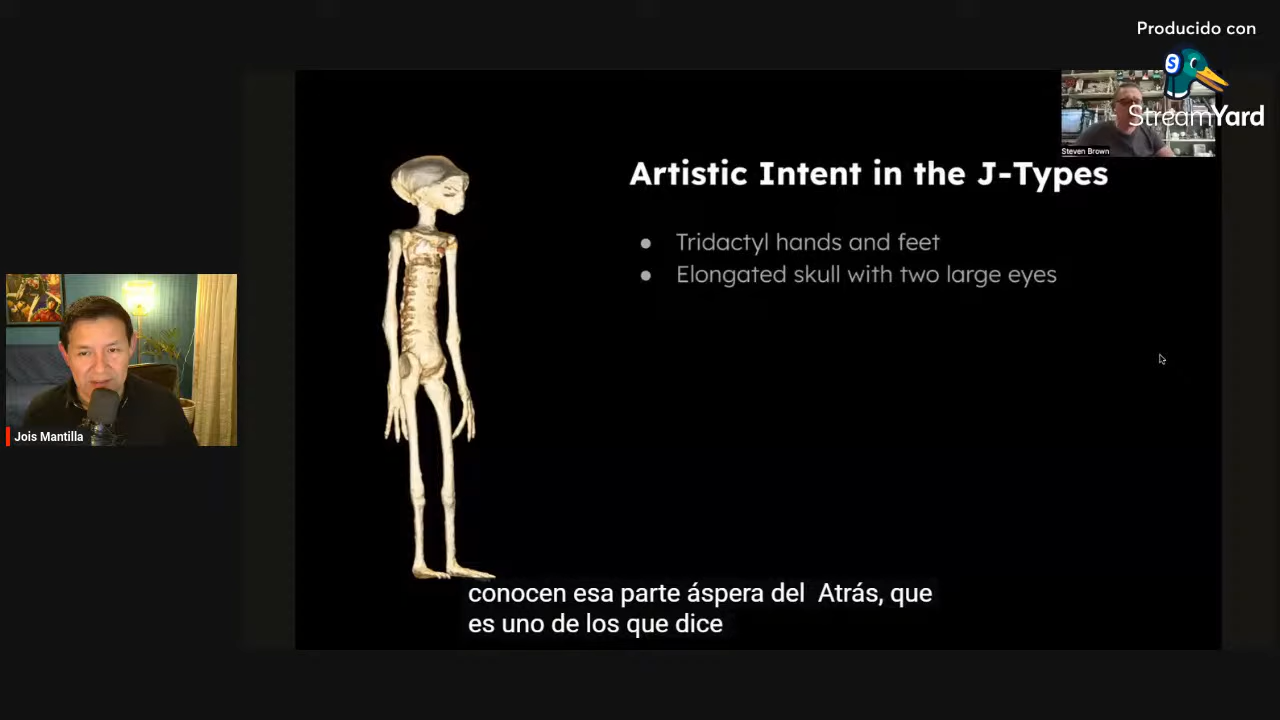 Producido con
StreamYard
Steven Brown
Artistic Intent in the J-Types
● Tridactyl hands and feet
● Elongated skull with two large eyes
Jois Mantilla
conocen esa parte áspera del Atrás, que
es uno de los que dice